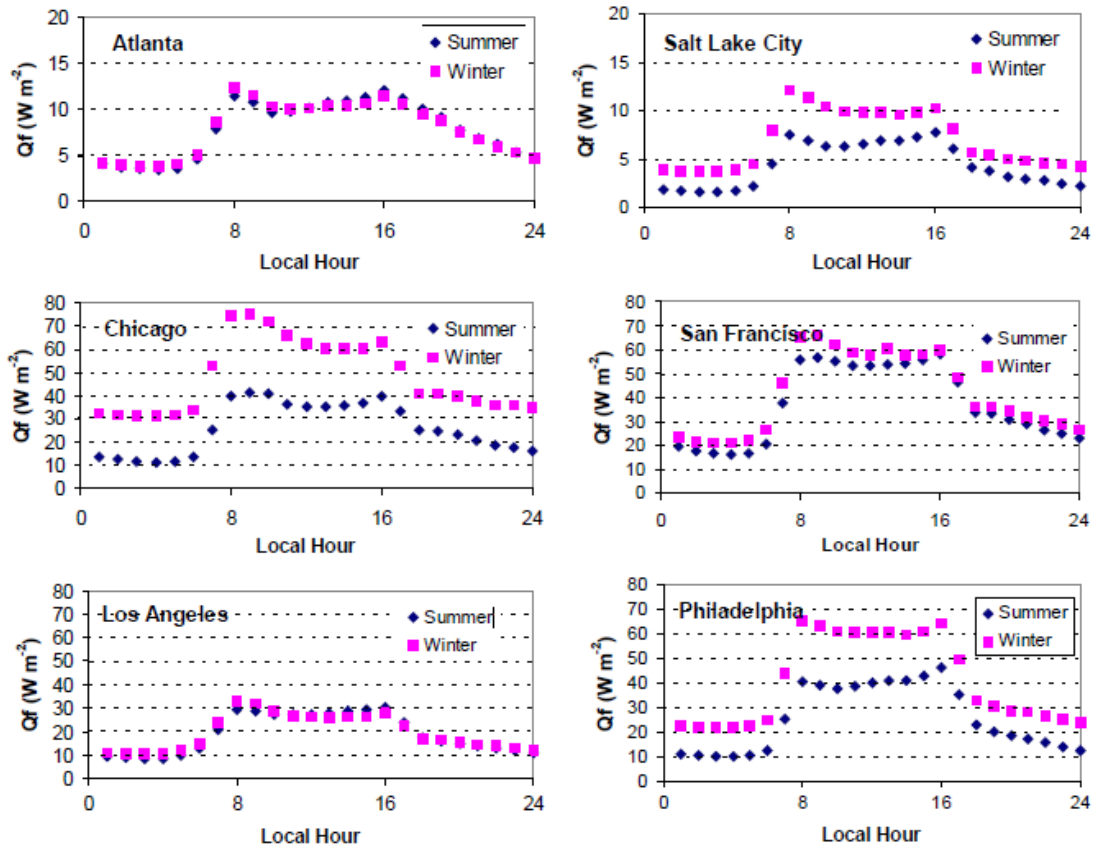 Atlanta
Summer
Winter
Qf (W m-2)
20
15
10
5
0
0 8 16 24
Local Hour
Salt Lake City
Summer
Winter
Qf (W m-2)
20
15
10
5
0
0 8 16 24
Local Hour
Chicago
Summer
Winter
Qf (W m-2)
80
70
60
50
40
30
20
10
0
0 8 16 24
Local Hour
San Francisco
Summer
Winter
Qf (W m-2)
80
70
60
50
40
30
20
10
0
0 8 16 24
Local Hour
Los Angeles
Summer
Winter
Qf (W m-2)
80
70
60
50
40
30
20
10
0
0 8 16 24
Local Hour
Philadelphia
Summer
Winter
Qf (W m-2)
80
70
60
50
40
30
20
10
0
0 8 16 24
Local Hour